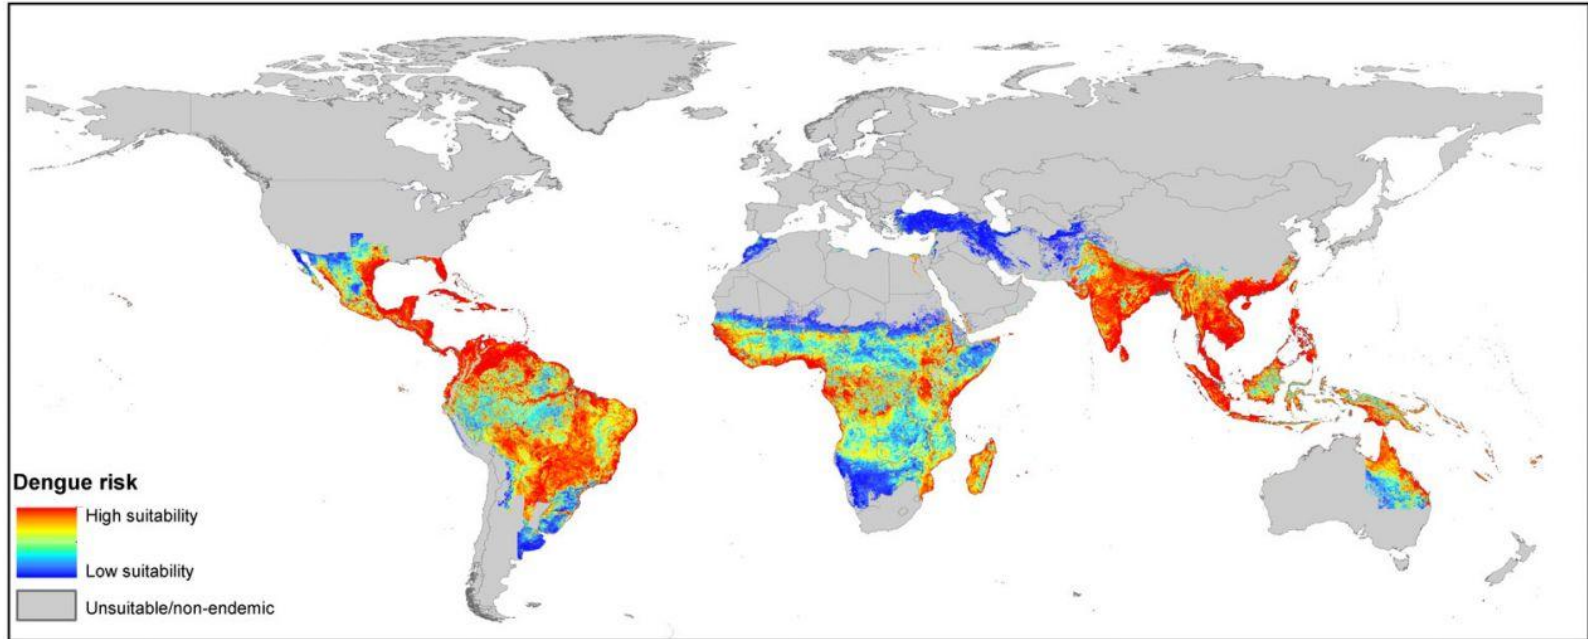 Dengue risk
High suitability
Low suitability
Unsuitable/non-endemic